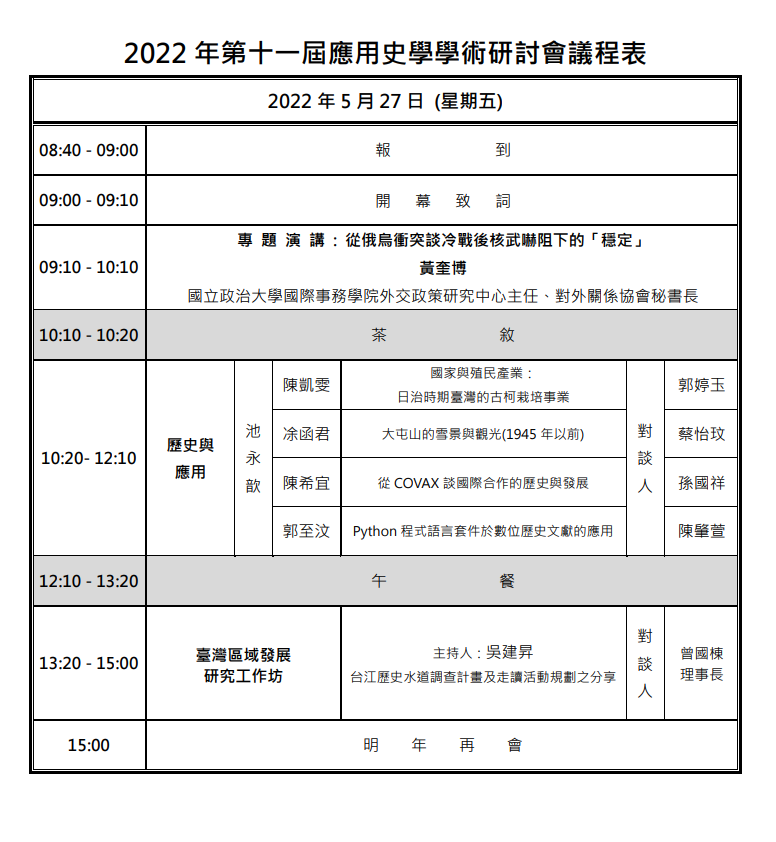 2022 年第十一屆應用史學學術研討會議程表
2022 年 5 月 27 日 (星期五)
08:40 - 09:00 報 到
09:00 - 09:10 開 幕 致 詞
09:10 - 10:10
專 題 演 講 : 從俄烏衝突談冷戰後核武嚇阻下的「穩定」
黃奎博
國立政治大學國際事務學院外交政策研究中心主任、對外關係協會秘書長
10:10 - 10:20 茶 敘
10:20- 12:10
歷史與
應用
池永歆
陳凱雯
國家與殖民產業：
日治時期臺灣的古柯栽培事業
對談人
郭婷玉
凃函君 大屯山的雪景與觀光(1945 年以前) 蔡怡玟
陳希宜 從 COVAX 談國際合作的歷史與發展 孫國祥
郭至汶 Python 程式語言套件於數位歷史文獻的應用 陳肇萱
12:10 - 13:20 午 餐
13:20 - 15:00
臺灣區域發展
研究工作坊
主持人：吳建昇
台江歷史水道調查計畫及走讀活動規劃之分享
對談人
曾國棟
理事長
15:00 明 年 再 會